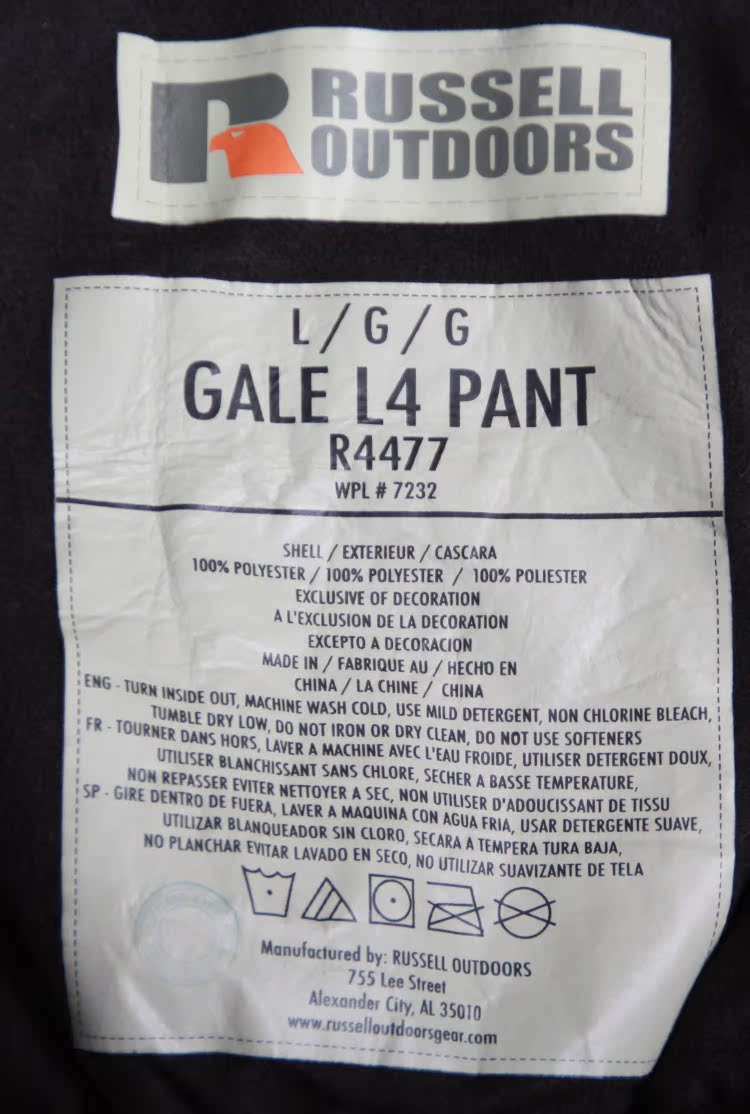 RUSSELL
OUTDOORS
L / G / G
GALE L4 PANT
R4477
WPL # 7232
SHELL / EXTERIEUR / CASCARA
100% POLYESTER / 100% POLYESTER / 100% POLIESTER
EXCLUSIVE OF DECORATION
A L'EXCLUSION DE LA DECORATION
EXCEPTO A DECORACION
MADE IN / FABRIQUE AU / HECHO EN
CHINA / LA CHINE / CHINA
ENG - TURN INSIDE OUT, MACHINE WASH COLD, USE MILD DETERGENT, NON CHLORINE BLEACH,
TUMBLE DRY LOW, DO NOT IRON OR DRY CLEAN, DO NOT USE SOFTENERS
FR - TOURNER DANS HORS, LAVER A MACHINE AVEC L'EAU FROIDE, UTILISER DETERGENT DOUX,
UTILISER BLANCHISSANT SANS CHLORE, SECHER A BASSE TEMPERATURE,
NON REPASSER EVITER NETTOYER A SEC, NON UTILISER D'ADOUCISSANT DE TISSU
SP - GIRE DENTRO DE FUERA, LAVER A MAQUINA CON AGUA FRIA, USAR DETERGENTE SUAVE,
UTILIZAR BLANQUEADOR SIN CLORO, SECARA A TEMPERA TURA BAJA,
NO PLANCHAR EVITAR LAVADO EN SECO, NO UTILIZAR SUAVIZANTE DE TELA
Manufactured by: RUSSELL OUTDOORS
755 Lee Street
Alexander City, AL 35010
www.russelloutdoorsgear.com